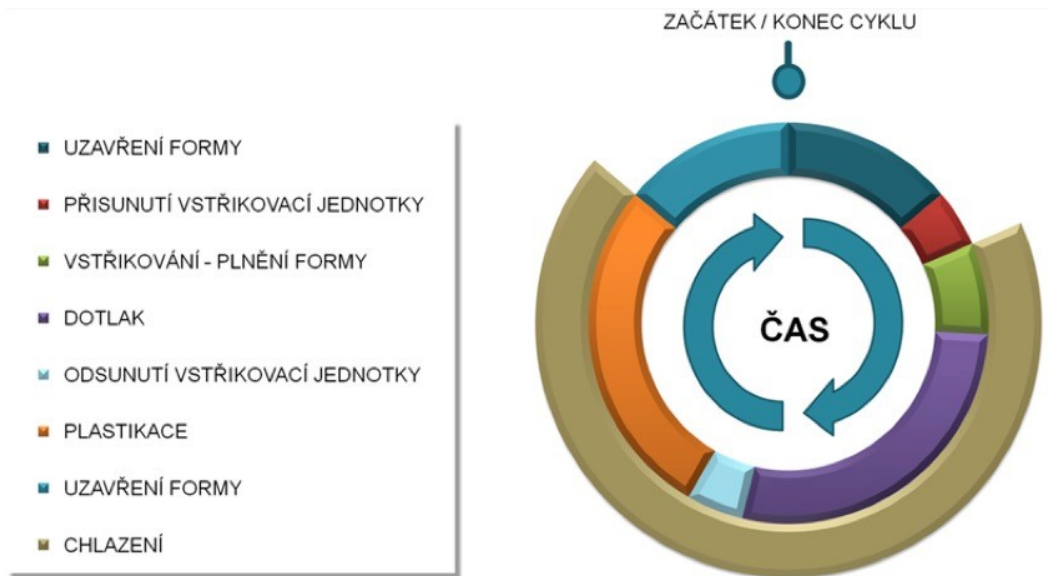 ZAČÁTEK / KONEC CYKLU
UZAVŘENÍ FORMY
PŘISUNUTÍ VSTŘIKOVACÍ JEDNOTKY
VSTŘIKOVÁNÍ - PLNĚNÍ FORMY
DOTLAK
ODSUNUTÍ VSTŘIKOVACÍ JEDNOTKY
PLASTIKACE
UZAVŘENÍ FORMY
CHLAZENÍ
ČAS